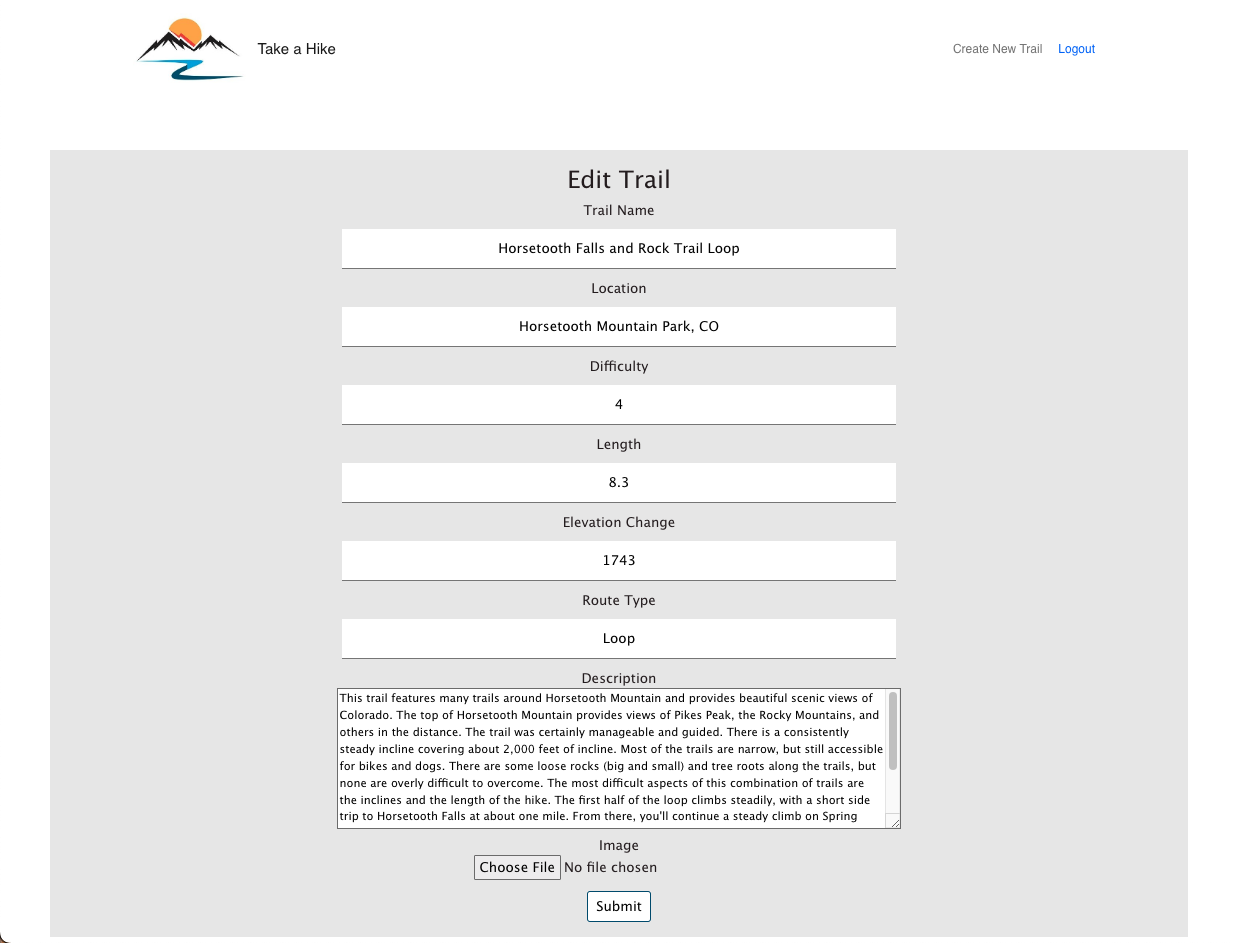 Take a Hike
Create New Trail
Logout
Edit Trail
Trail Name
Horsetooth Falls and Rock Trail Loop
Location
Horsetooth Mountain Park, CO
Difficulty
4
Length
8.3
Elevation Change
1743
Route Type
Loop
Description
This trail features many trails around Horsetooth Mountain and provides beautiful scenic views of
Colorado. The top of Horsetooth Mountain provides views of Pikes Peak, the Rocky Mountains, and
others in the distance. The trail was certainly manageable and guided. There is a consistently
steady incline covering about 2,000 feet of incline. Most of the trails are narrow, but still accessible
for bikes and dogs. There are some loose rocks (big and small) and tree roots along the trails, but
none are overly difficult to overcome. The most difficult aspects of this combination of trails are
the inclines and the length of the hike. The first half of the loop climbs steadily, with a short side
trip to Horsetooth Falls at about one mile. From there, you'll continue a steady climb on Spring
Image
Choose File No file chosen
Submit